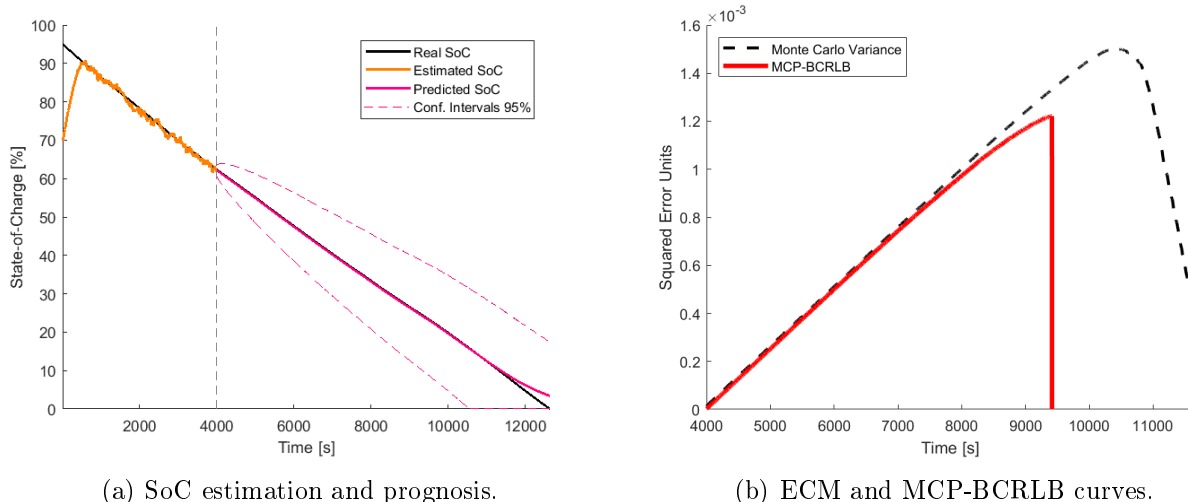 100
90
80
70
60
50
40
30
20
10
0
State-of-Charge [%]
2000 4000 6000 8000 10000 12000
Time [s]
Real SoC
Estimated SoC
Predicted SoC
Conf. Intervals 95%
(a) SoC estimation and prognosis.
×10⁻³
1.6
1.4
1.2
1
0.8
0.6
0.4
0.2
0
Squared Error Units
4000 5000 6000 7000 8000 9000 10000 11000
Time [s]
Monte Carlo Variance
MCP-BCRLB
(b) ECM and MCP-BCRLB curves.